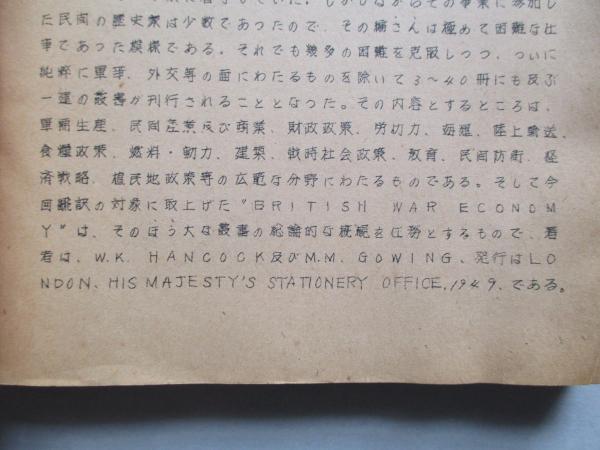 た民間の歴史家は少数であつたので、その編さんは極めて困難な仕
事であつた模様である。それでも幾多の困難を克服しつつ、ついに
純粋に軍事、外交等の面にわたるものを除いて3~40冊にも及ぶ
一連の叢書が刊行されることとなつた。その内容とするところは、
軍需生産、民間産業及び商業、財政政策、労働力、海運、陸上輸送、
食糧政策、燃料・動力、建築、戦時社会政策、教育、民間防衛、経
済戦略、植民地政策等の広範な分野にわたるものである。そして今
回飜訳の対象に取上げた“BRITISH WAR ECONOM
Y”は、そのぼう大な叢書の総論的な概観を任務とするもので、著
者は、W.K. HANCOCK及びM.M. GOWING、発行はLO
NDON、HIS MAJESTY'S STATIONERY OFFICE,1949.である。